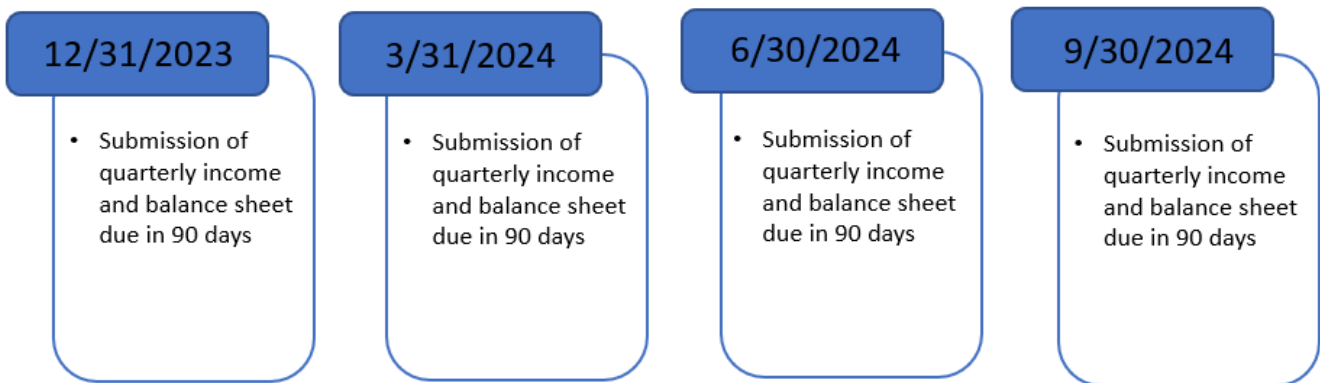 12/31/2023
• Submission of
quarterly income
and balance sheet
due in 90 days
3/31/2024
• Submission of
quarterly income
and balance sheet
due in 90 days
6/30/2024
• Submission of
quarterly income
and balance sheet
due in 90 days
9/30/2024
• Submission of
quarterly income
and balance sheet
due in 90 days